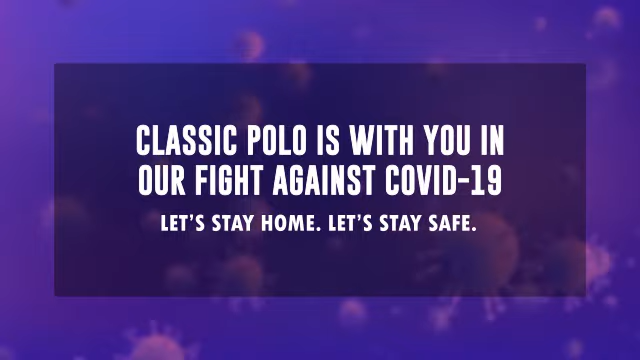 CLASSIC POLO IS WITH YOU IN
OUR FIGHT AGAINST COVID-19
LET'S STAY HOME. LET'S STAY SAFE.